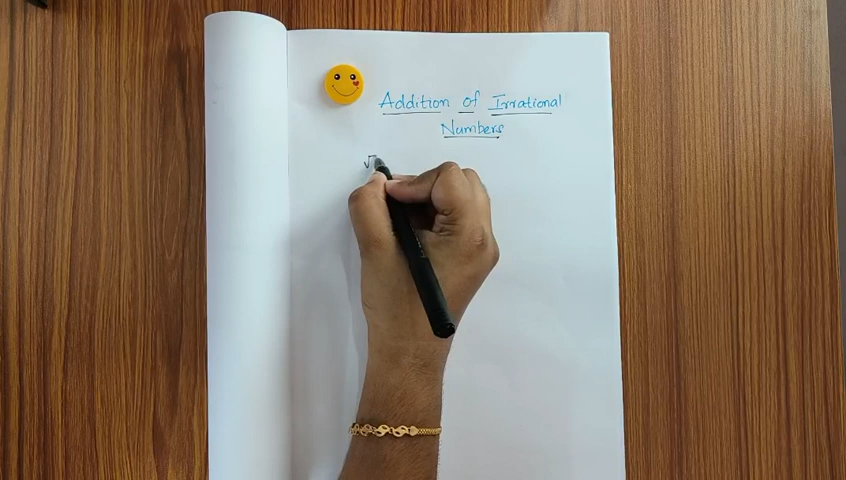 Addition of Irrational
Numbers
√